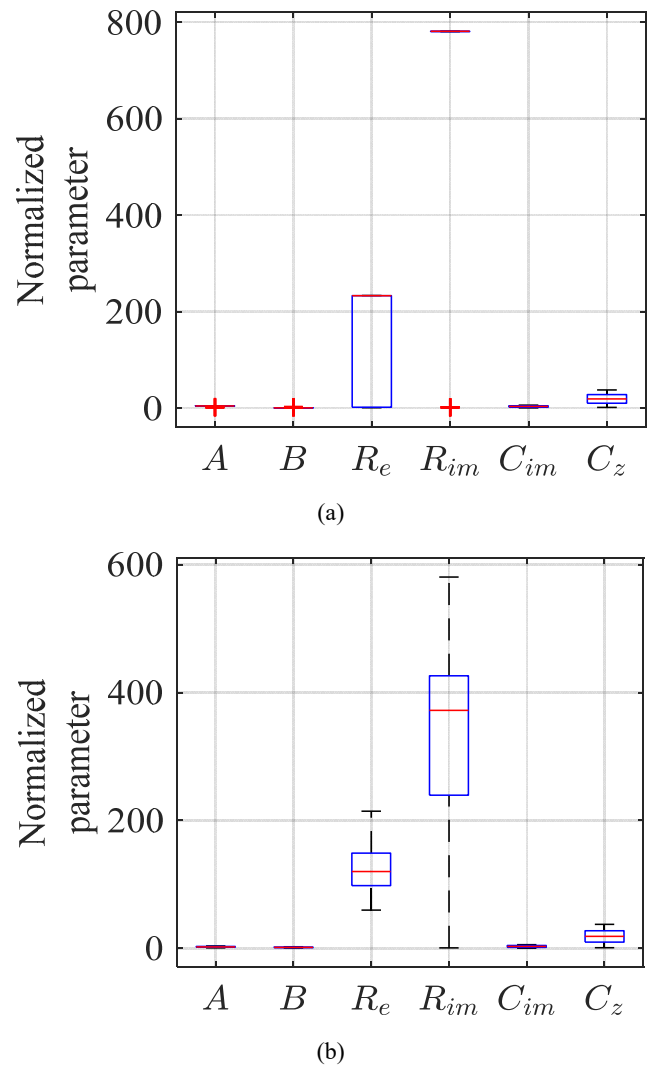 Normalized
parameter
800
600
400
200
0
A B R_e R_im C_im C_z
(a)
Normalized
parameter
600
400
200
0
A B R_e R_im C_im C_z
(b)